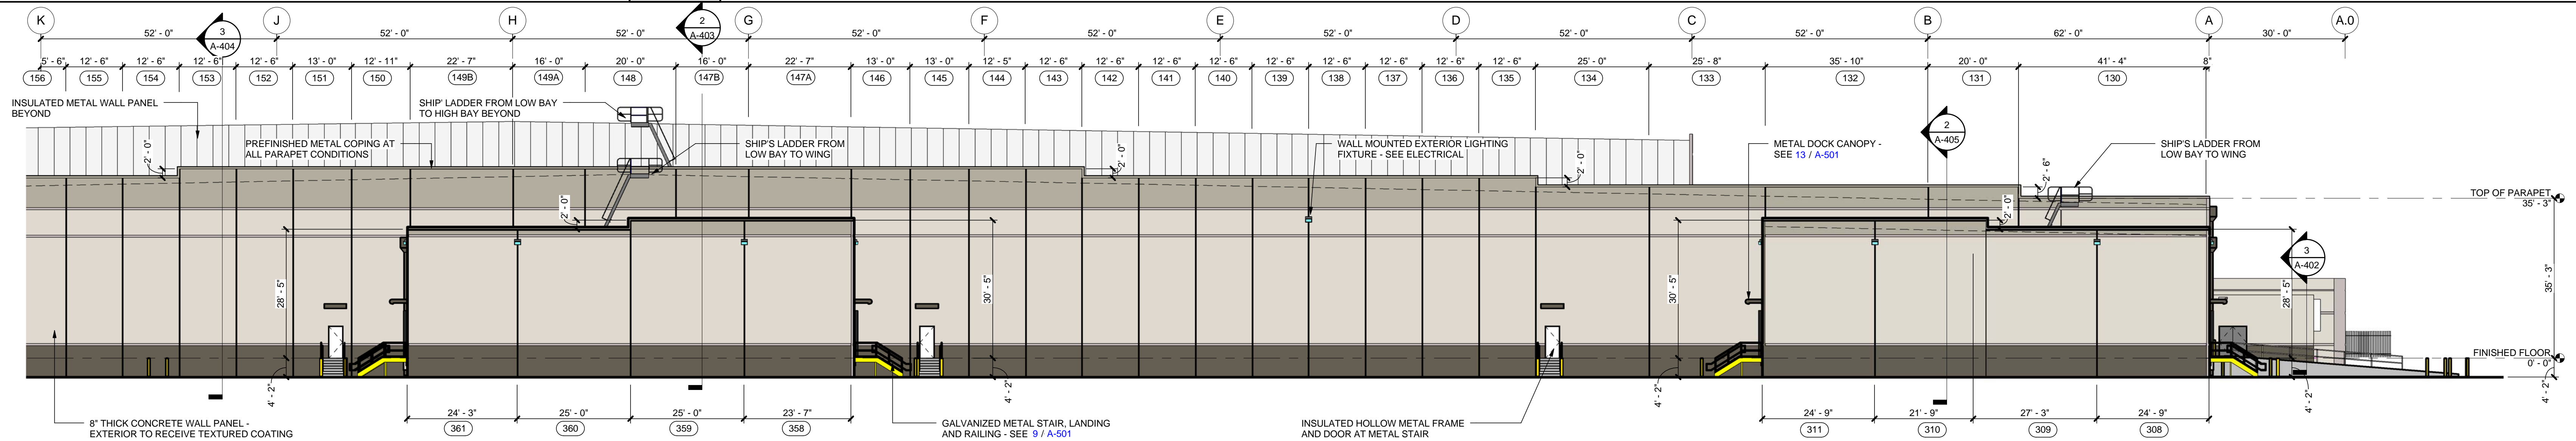 K J H G F E D C B A A.0
3
A-404
2
A-403
52' - 0" 52' - 0" 52' - 0" 52' - 0" 52' - 0" 52' - 0" 52' - 0" 52' - 0" 62' - 0" 30' - 0"
5' - 6" 12' - 6" 12' - 6" 12' - 6" 12' - 6" 13' - 0" 12' - 11" 22' - 7" 16' - 0" 20' - 0" 16' - 0" 22' - 7" 13' - 0" 13' - 0" 12' - 6" 12' - 6" 12' - 6" 12' - 6" 12' - 6" 12' - 6" 12' - 6" 12' - 6" 12' - 6" 12' - 6" 25' - 0" 25' - 8" 35' - 10" 20' - 0" 41' - 4" 8"
156 155 154 153 152 151 150 149B 149A 148 147B 147A 146 145 144 143 142 141 140 139 138 137 136 135 134 133 132 131 130
INSULATED METAL WALL PANEL
BEYOND
SHIP' LADDER FROM LOW BAY
TO HIGH BAY BEYOND
PREFINISHED METAL COPING AT
ALL PARAPET CONDITIONS
SHIP'S LADDER FROM
LOW BAY TO WING
WALL MOUNTED EXTERIOR LIGHTING
FIXTURE - SEE ELECTRICAL
METAL DOCK CANOPY -
SEE 13 / A-501
2
A-405
SHIP'S LADDER FROM
LOW BAY TO WING
2' - 0"
2' - 0"
2' - 0"
2' - 0"
2' - 6"
2' - 0"
TOP OF PARAPET
35' - 3"
3
A-402
28' - 5"
30' - 5"
30' - 5"
28' - 5"
35' - 3"
FINISHED FLOOR
0' - 0"
4' - 2"
4' - 2"
4' - 2"
4' - 2"
4' - 2"
24' - 3" 25' - 0" 25' - 0" 23' - 7"
361 360 359 358
24' - 9" 21' - 9" 27' - 3" 24' - 9"
311 310 309 308
8" THICK CONCRETE WALL PANEL -
EXTERIOR TO RECEIVE TEXTURED COATING
GALVANIZED METAL STAIR, LANDING
AND RAILING - SEE 9 / A-501
INSULATED HOLLOW METAL FRAME
AND DOOR AT METAL STAIR